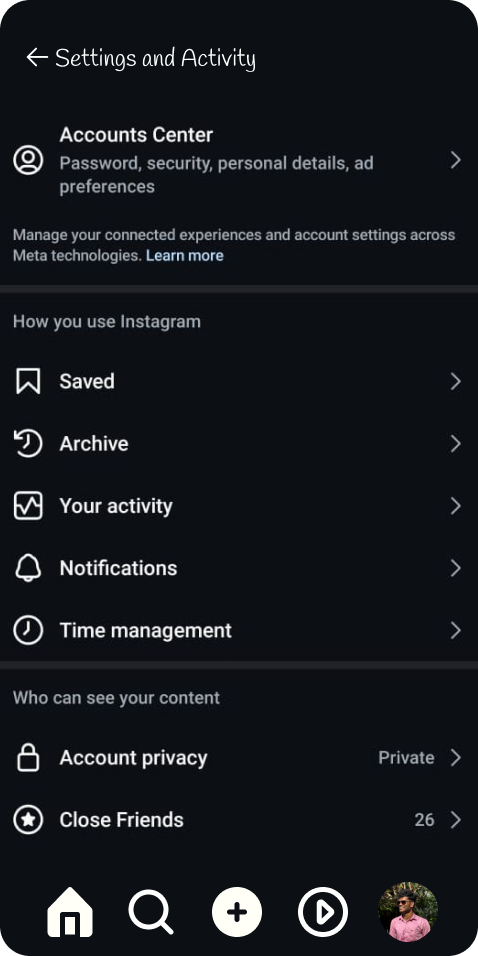 Settings and Activity
Accounts Center
Password, security, personal details, ad
preferences
Manage your connected experiences and account settings across
Meta technologies. Learn more
How you use Instagram
Saved
Archive
Your activity
Notifications
Time management
Who can see your content
Account privacy Private
Close Friends 26